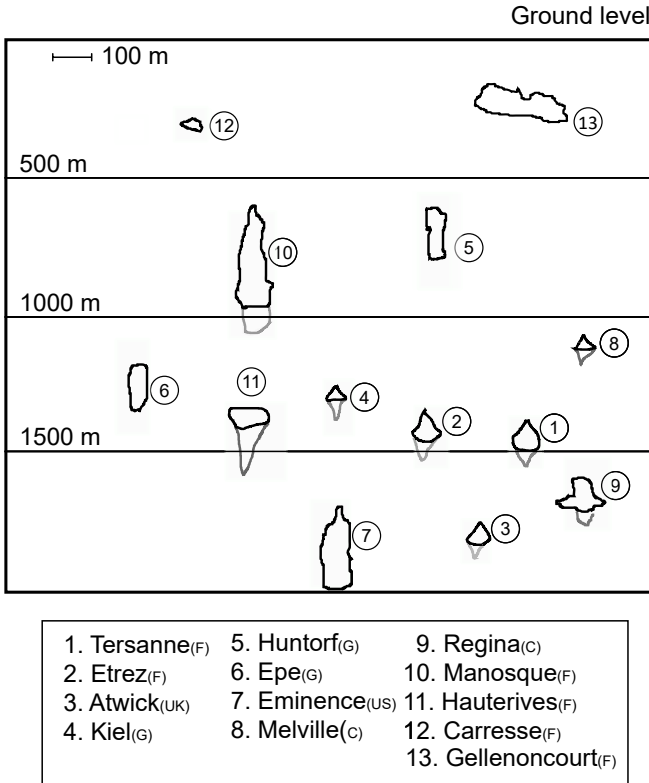 Ground level
100 m
12
13
500 m
10
5
1000 m
8
6
11
4
2
1
1500 m
9
7
3
1. Tersanne(F) 5. Huntorf(G) 9. Regina(C)
2. Etrez(F) 6. Epe(G) 10. Manosque(F)
3. Atwick(UK) 7. Eminence(US) 11. Hauterives(F)
4. Kiel(G) 8. Melville(C) 12. Carresse(F)
13. Gellenoncourt(F)